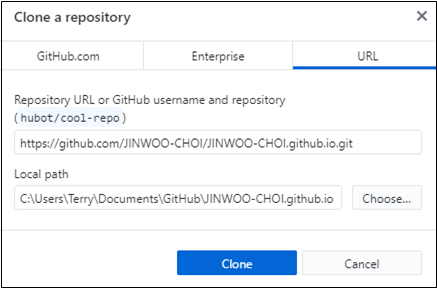 Clone a repository
GitHub.com
Enterprise
URL
Repository URL or GitHub username and repository
(hubot/cool-repo)
https://github.com/JINWOO-CHOI/JINWOO-CHOI.github.io.git
Local path
C:\Users\Terry\Documents\GitHub\JINWOO-CHOI.github.io
Choose...
Clone
Cancel